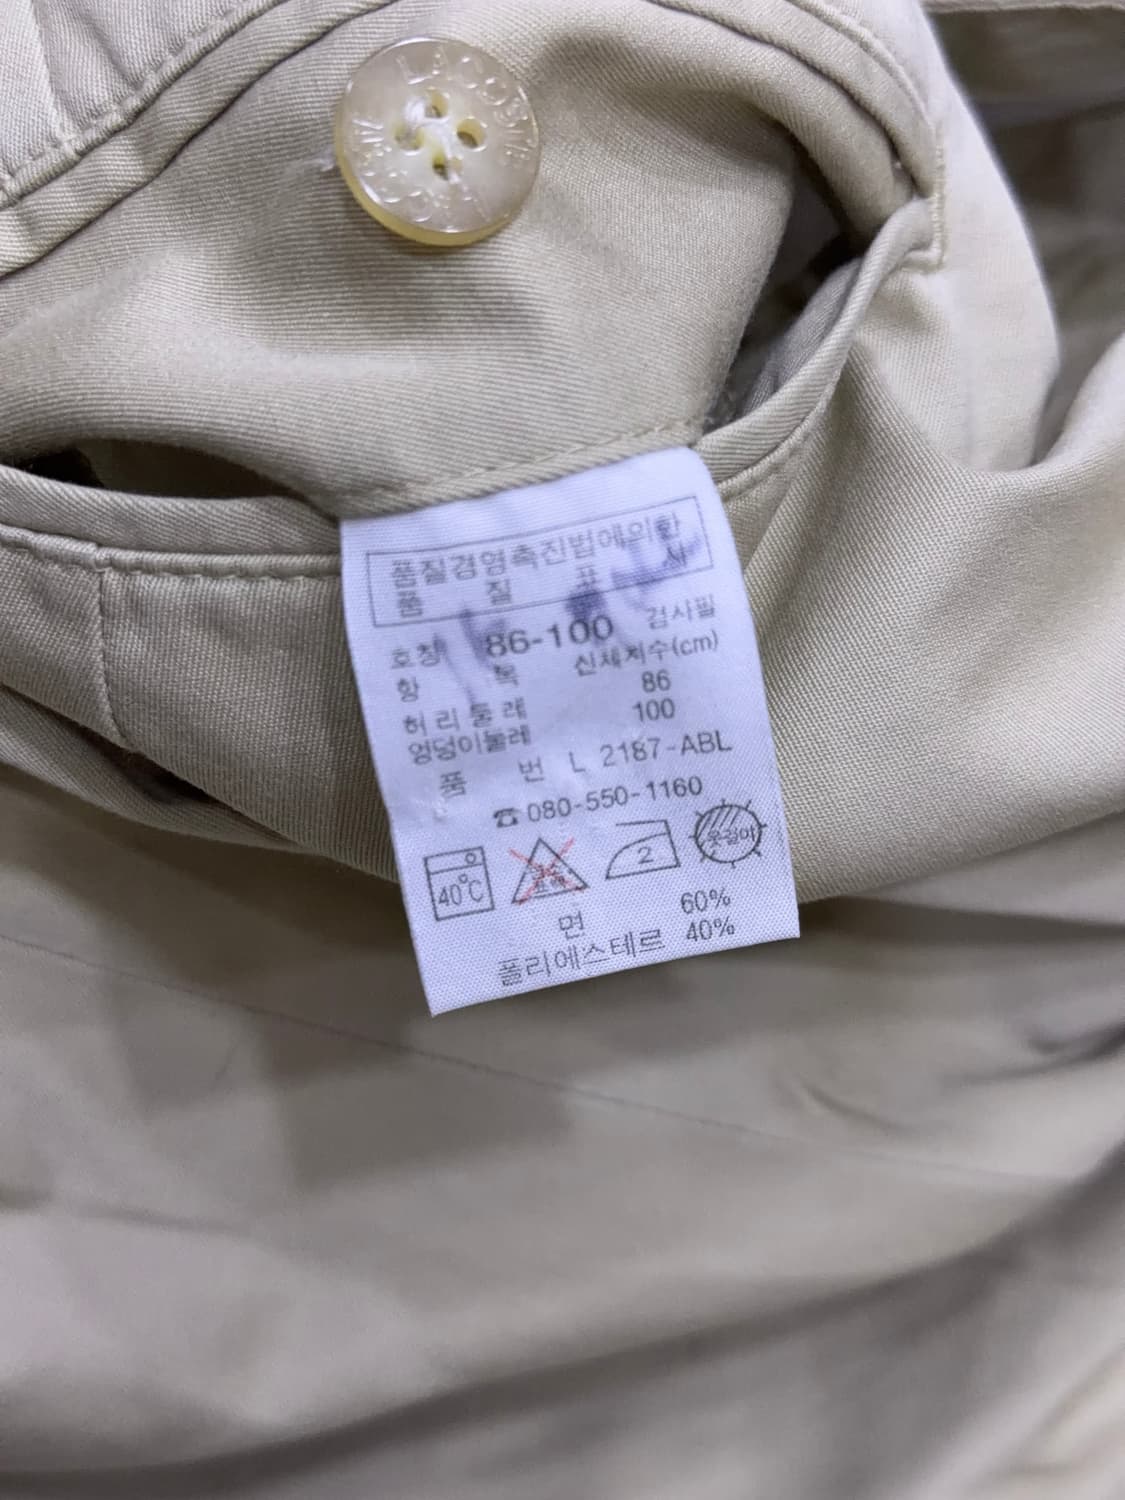 LACOSTE
품질경영촉진법에의한
품 질 표 시
검사필
호칭 86-100
신체치수(cm)
항 목
허리둘레 86
엉덩이둘레 100
품 번 L 2187-ABL
☎ 080-550-1160
40℃
2
옷걸이
면 60%
폴리에스테르 40%